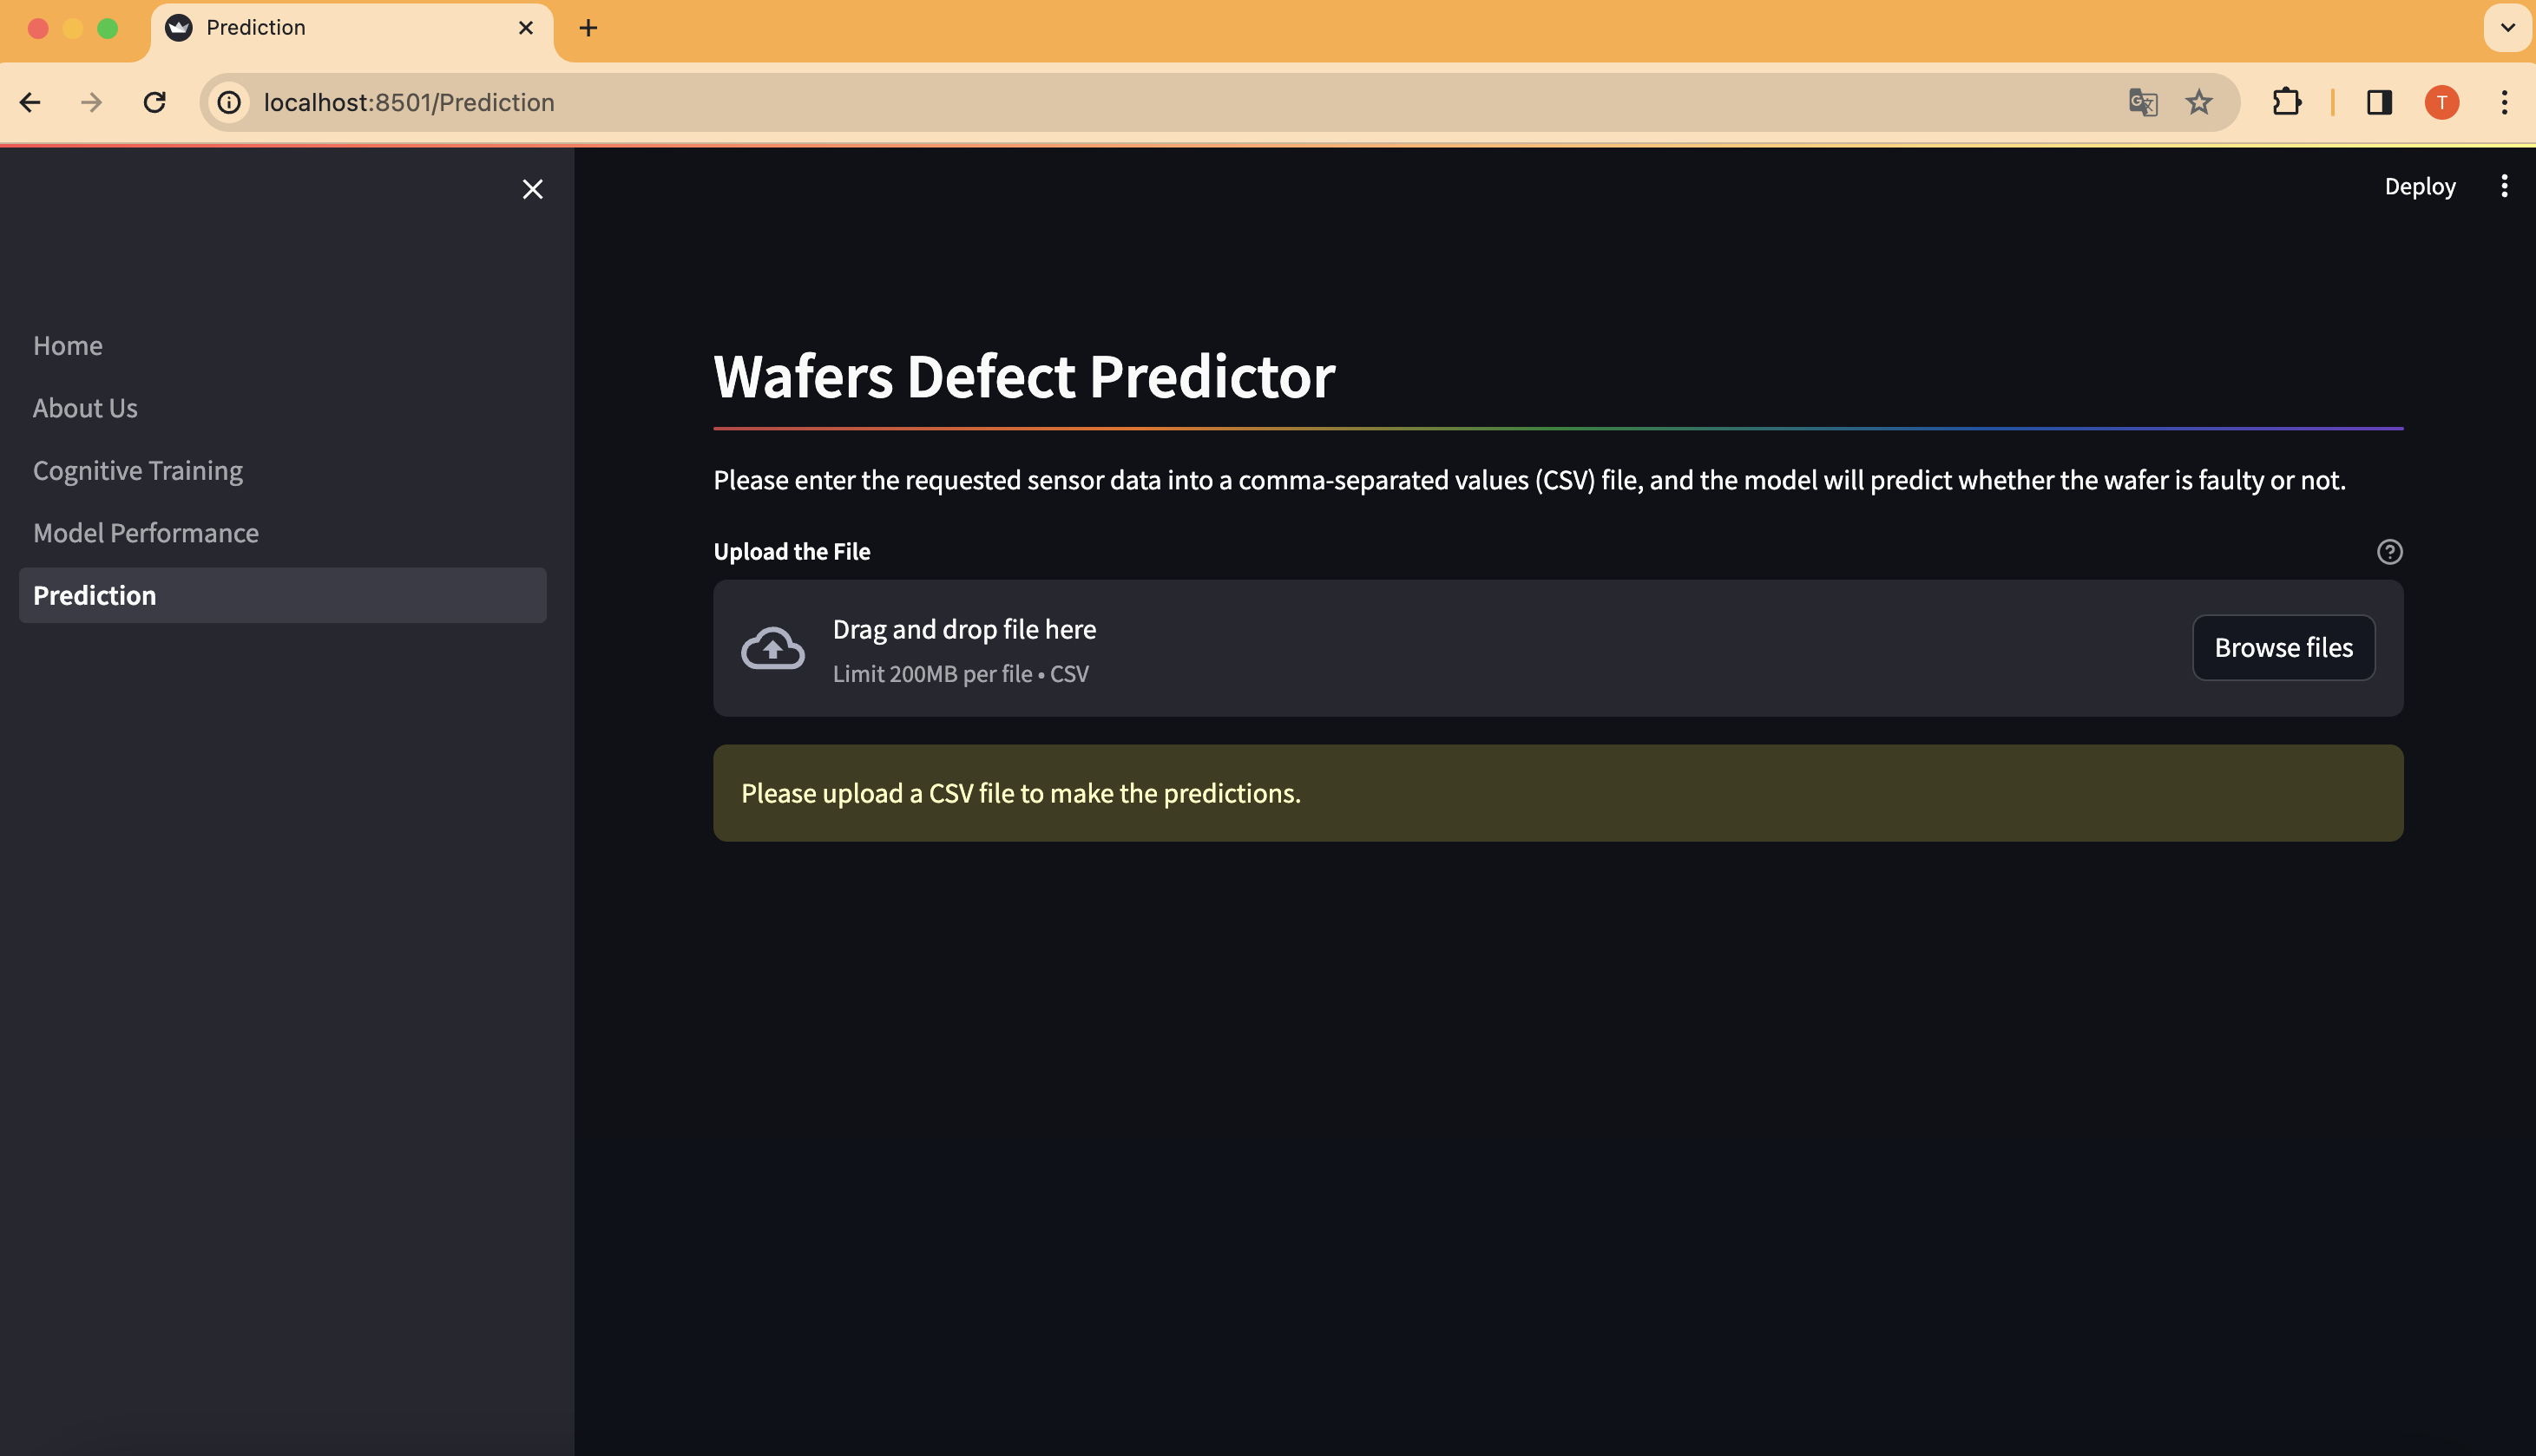 Prediction
localhost:8501/Prediction
T
Deploy
Home
About Us
Cognitive Training
Model Performance
Prediction
Wafers Defect Predictor
Please enter the requested sensor data into a comma-separated values (CSV) file, and the model will predict whether the wafer is faulty or not.
Upload the File
Drag and drop file here
Limit 200MB per file • CSV
Browse files
Please upload a CSV file to make the predictions.